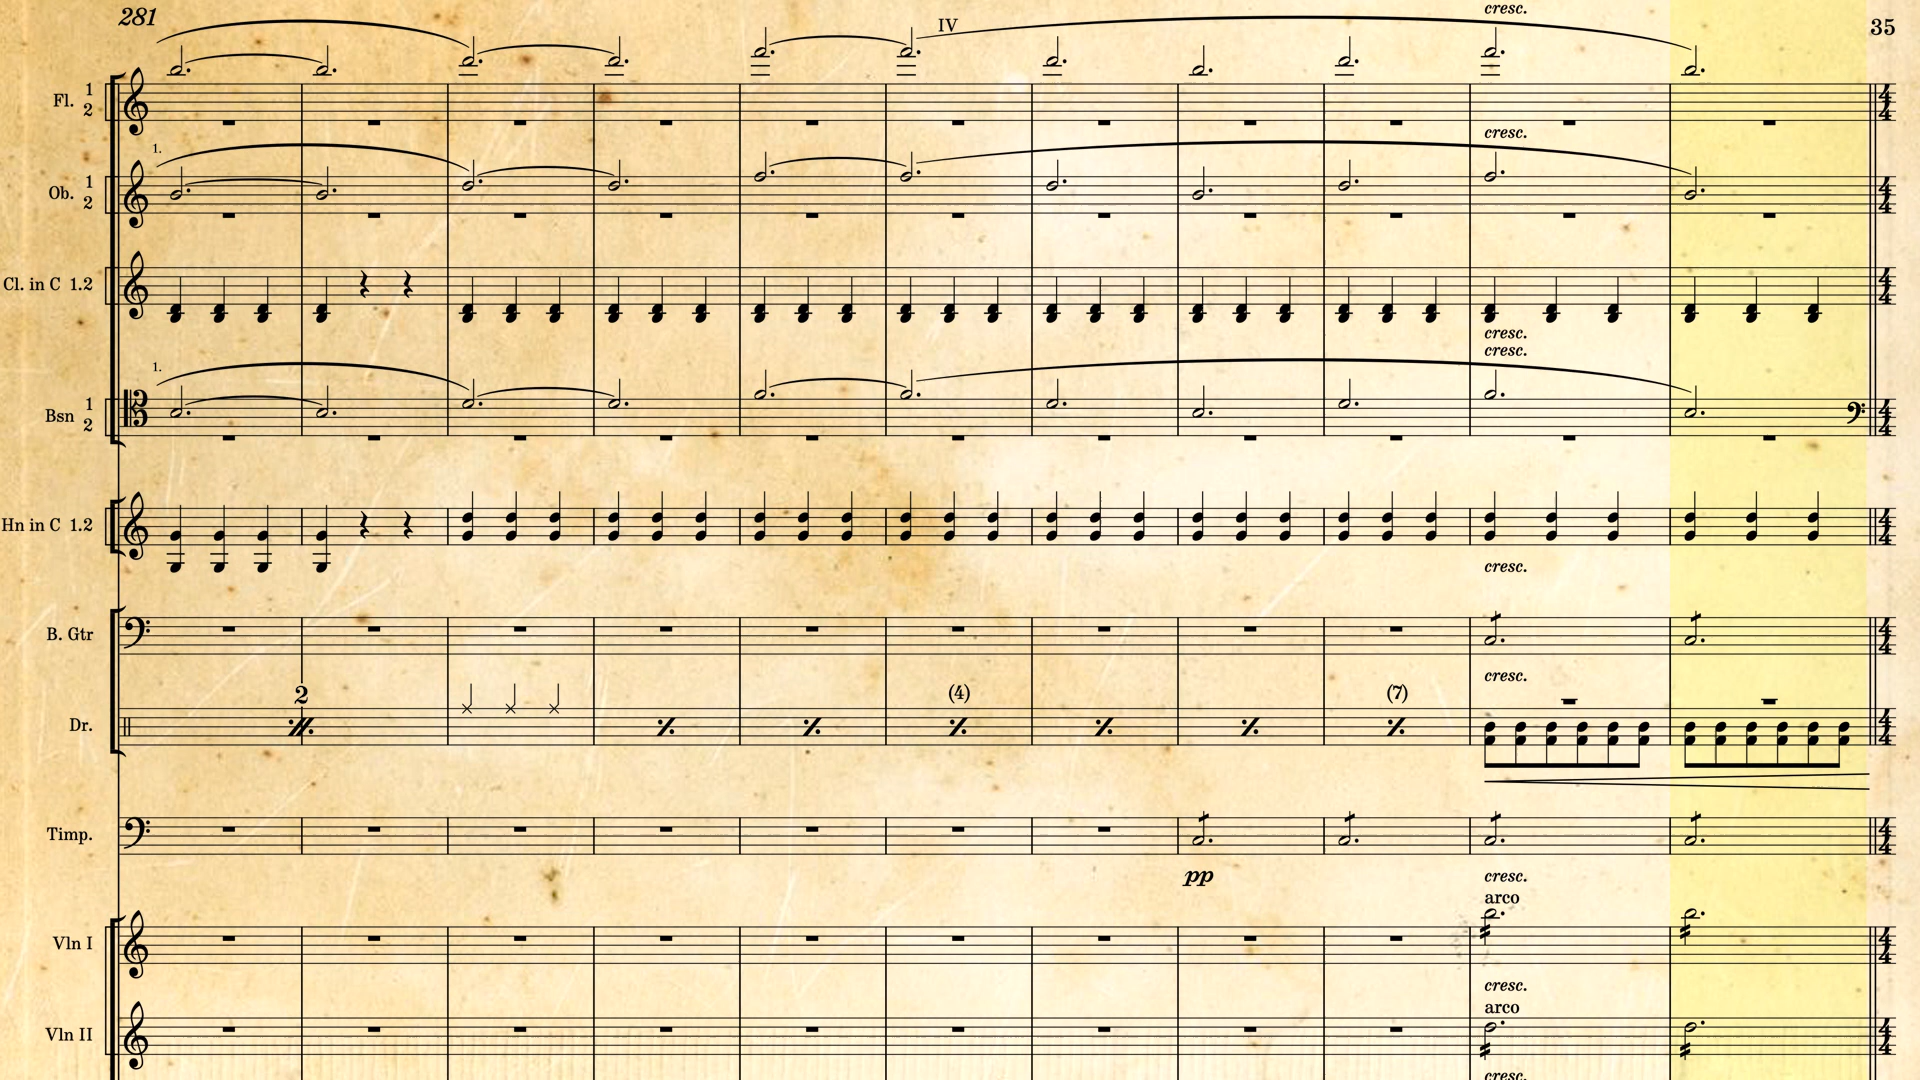 281
cresc.
IV
35
Fl. 1
2
cresc.
1.
Ob. 1
2
Cl. in C 1.2
cresc.
cresc.
1.
Bsn 1
2
Hn in C 1.2
cresc.
B. Gtr
cresc.
2
(4)
(7)
Dr.
Timp.
pp
cresc.
arco
Vln I
cresc.
arco
Vln II
cresc.
4
4